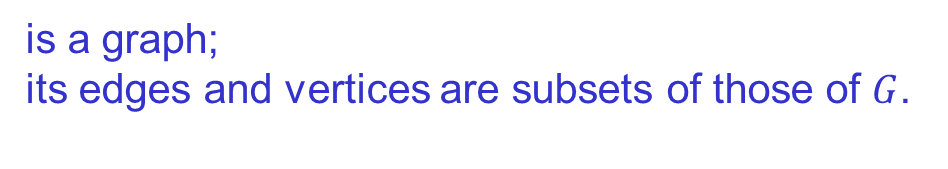 is a graph;
its edges and vertices are subsets of those of G.